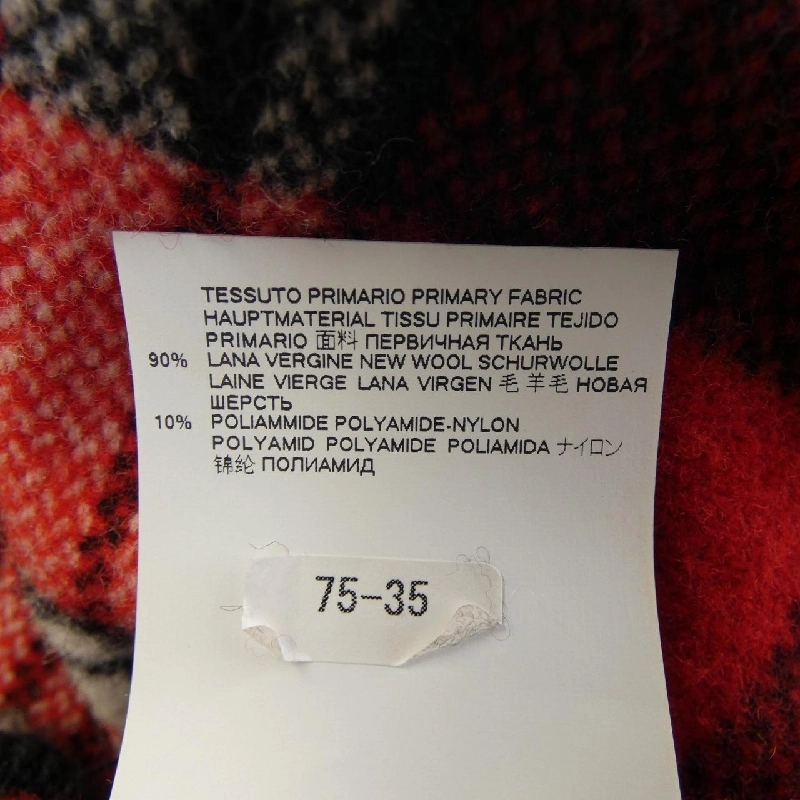 TESSUTO PRIMARIO PRIMARY FABRIC
HAUPTMATERIAL TISSU PRIMAIRE TEJIDO
PRIMARIO 面料 ПЕРВИЧНАЯ ТКАНЬ
90% LANA VERGINE NEW WOOL SCHURWOLLE
LAINE VIERGE LANA VIRGEN 毛 羊毛 НОВАЯ
ШЕРСТЬ
10% POLIAMMIDE POLYAMIDE-NYLON
POLYAMID POLYAMIDE POLIAMIDA ナイロン
锦纶 ПОЛИАМИД
75-35